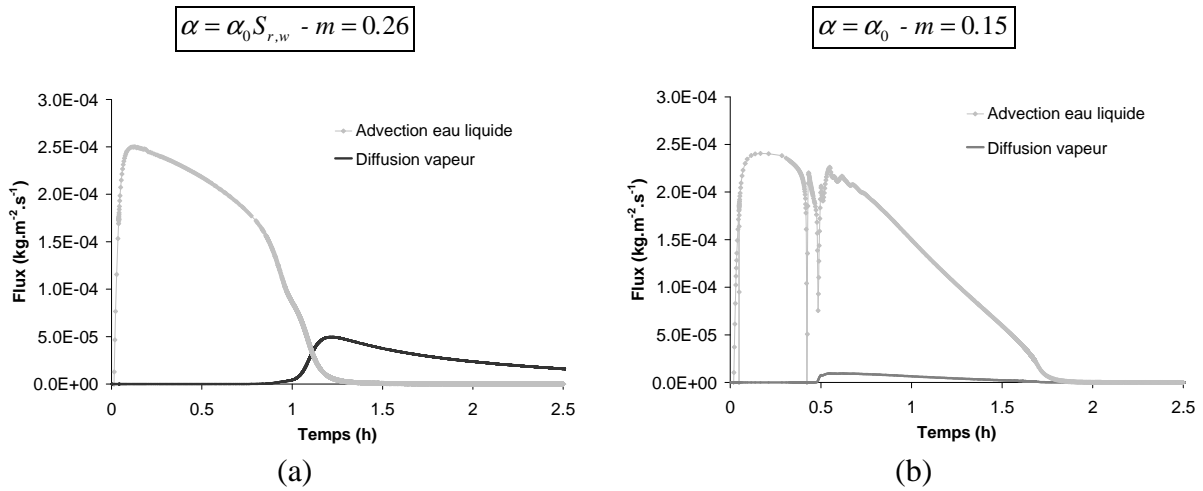 α = α₀S_{r,w} - m = 0.26
α = α₀ - m = 0.15
3.0E-04
2.5E-04
2.0E-04
1.5E-04
1.0E-04
5.0E-05
0.0E+00
Flux (kg.m⁻².s⁻¹)
Advection eau liquide
Diffusion vapeur
0
0.5
1
1.5
2
2.5
Temps (h)
(a)
3.0E-04
2.5E-04
2.0E-04
1.5E-04
1.0E-04
5.0E-05
0.0E+00
Flux (kg.m⁻².s⁻¹)
Advection eau liquide
Diffusion vapeur
0
0.5
1
1.5
2
2.5
Temps (h)
(b)